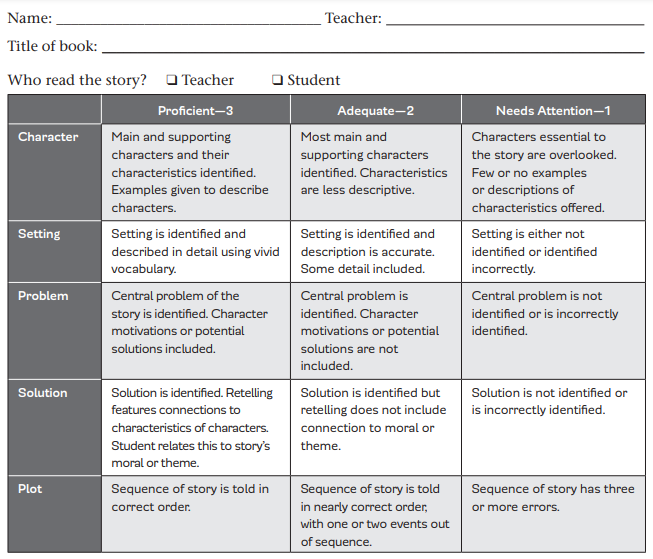 Name: ______________________________ Teacher: ______________________________
Title of book: ____________________________________________________________
Who read the story? ❏ Teacher ❏ Student
Proficient—3 Adequate—2 Needs Attention—1
Character
Main and supporting
characters and their
characteristics identified.
Examples given to describe
characters.
Most main and
supporting characters
identified. Characteristics
are less descriptive.
Characters essential to
the story are overlooked.
Few or no examples
or descriptions of
characteristics offered.
Setting
Setting is identified and
described in detail using vivid
vocabulary.
Setting is identified and
description is accurate.
Some detail included.
Setting is either not
identified or identified
incorrectly.
Problem
Central problem of the
story is identified. Character
motivations or potential
solutions included.
Central problem is
identified. Character
motivations or potential
solutions are not
included.
Central problem is not
identified or is incorrectly
identified.
Solution
Solution is identified. Retelling
features connections to
characteristics of characters.
Student relates this to story's
moral or theme.
Solution is identified but
retelling does not include
connection to moral or
theme.
Solution is not identified or
is incorrectly identified.
Plot
Sequence of story is told in
correct order.
Sequence of story is told
in nearly correct order,
with one or two events out
of sequence.
Sequence of story has three
or more errors.